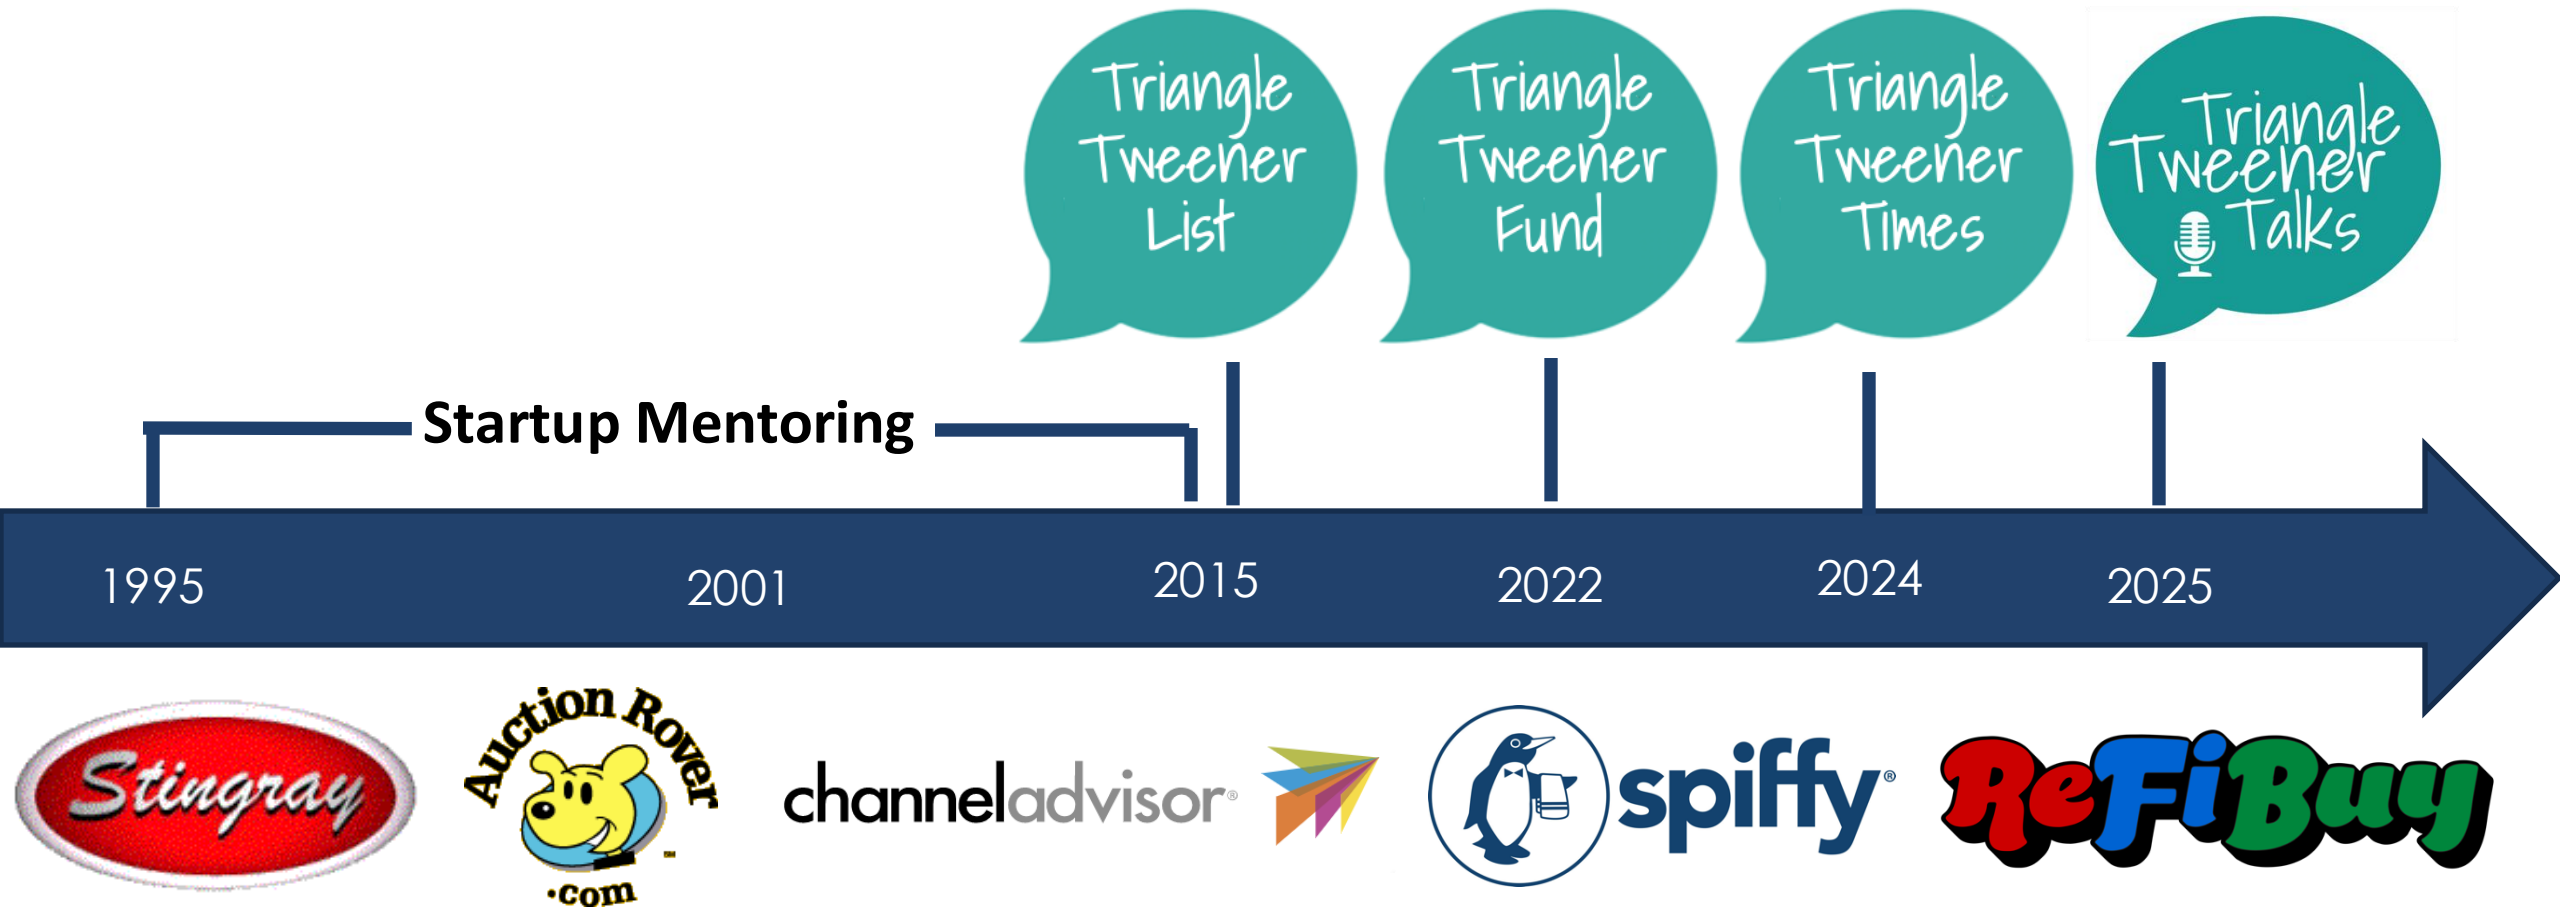 Triangle
Tweener
List
Triangle
Tweener
Fund
Triangle
Tweener
Times
Triangle
Tweener
Talks
Startup Mentoring
1995
2001
2015
2022
2024
2025
Stingray
Auction Rover
.com
channeladvisor®
spiffy®
ReFiBuy